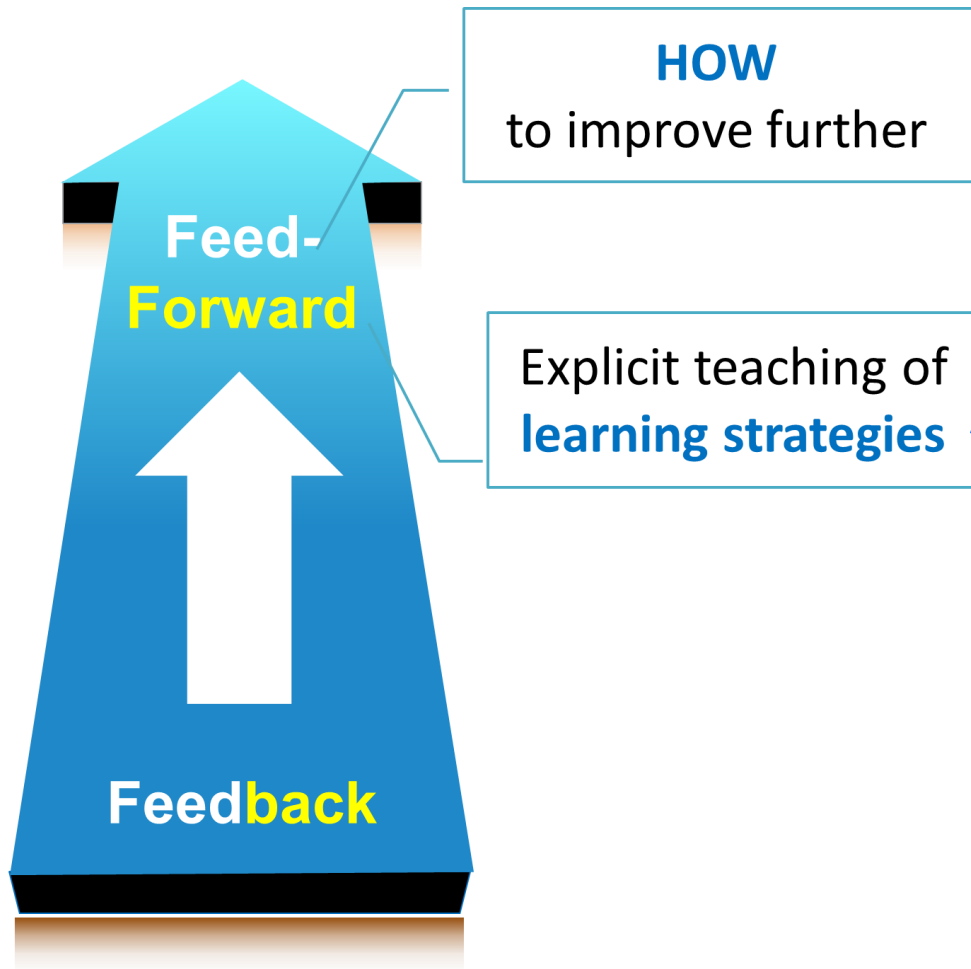 HOW
to improve further
Feed-
Forward
Explicit teaching of
learning strategies
Feedback